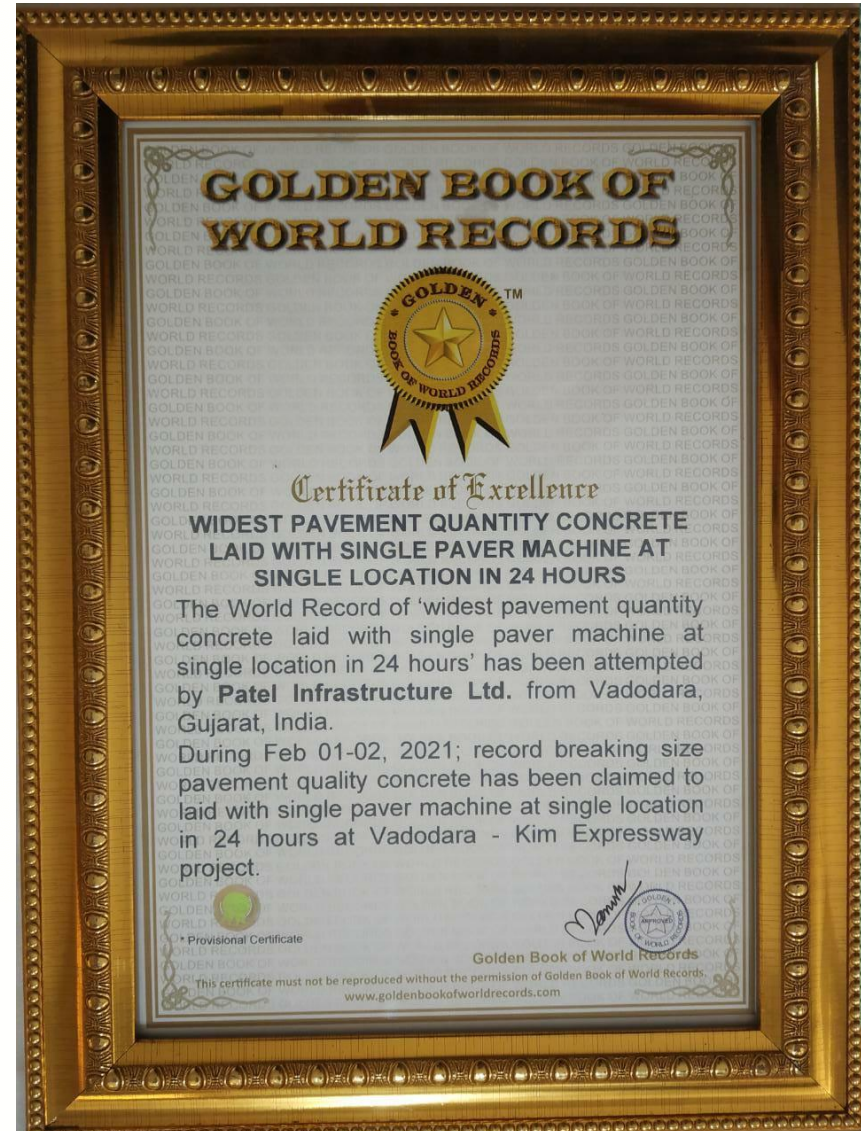 GOLDEN BOOK OF
WORLD RECORDS
GOLDEN
BOOK OF WORLD RECORDS
TM
Certificate of Excellence
WIDEST PAVEMENT QUANTITY CONCRETE
LAID WITH SINGLE PAVER MACHINE AT
SINGLE LOCATION IN 24 HOURS
The World Record of 'widest pavement quantity
concrete laid with single paver machine at
single location in 24 hours' has been attempted
by Patel Infrastructure Ltd. from Vadodara,
Gujarat, India.
During Feb 01-02, 2021; record breaking size
pavement quality concrete has been claimed to
laid with single paver machine at single location
in 24 hours at Vadodara - Kim Expressway
project.
* Provisional Certificate
GOLDEN
BOOK OF WORLD RECORDS
Golden Book of World Records
This certificate must not be reproduced without the permission of Golden Book of World Records
www.goldenbookofworldrecords.com